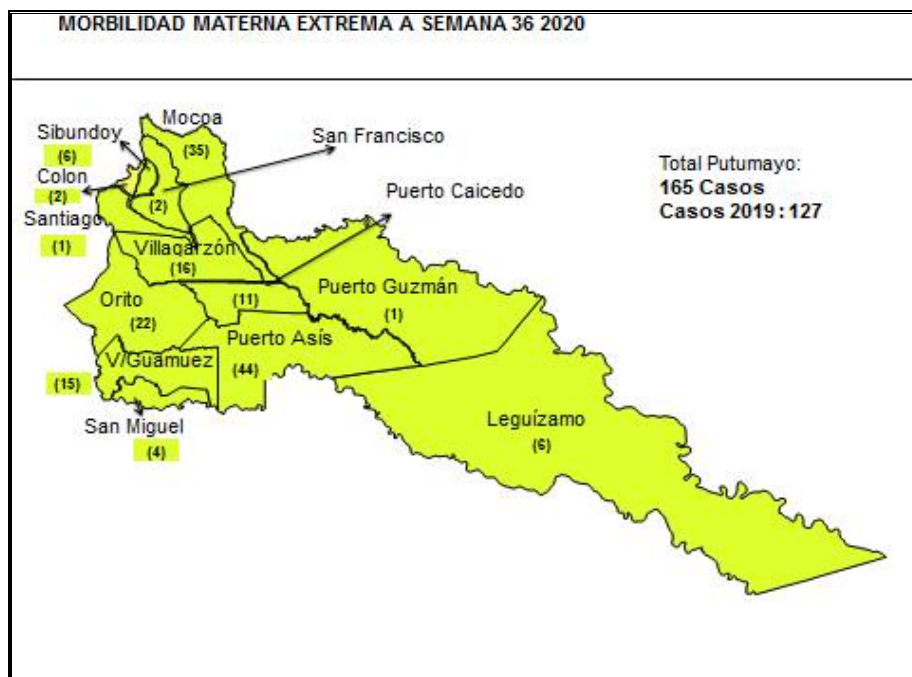 MORBILIDAD MATERNA EXTREMA A SEMANA 36 2020
Mocoa
(35)
Sibundoy
(6)
San Francisco
(2)
Colon
(2)
Puerto Caicedo
(11)
Santiago
(1)
Total Putumayo:
165 Casos
Casos 2019 : 127
Villagarzón
(16)
Puerto Guzmán
(1)
Orito
(22)
Puerto Asís
(44)
V/Guamuez
(15)
San Miguel
(4)
Leguízamo
(6)